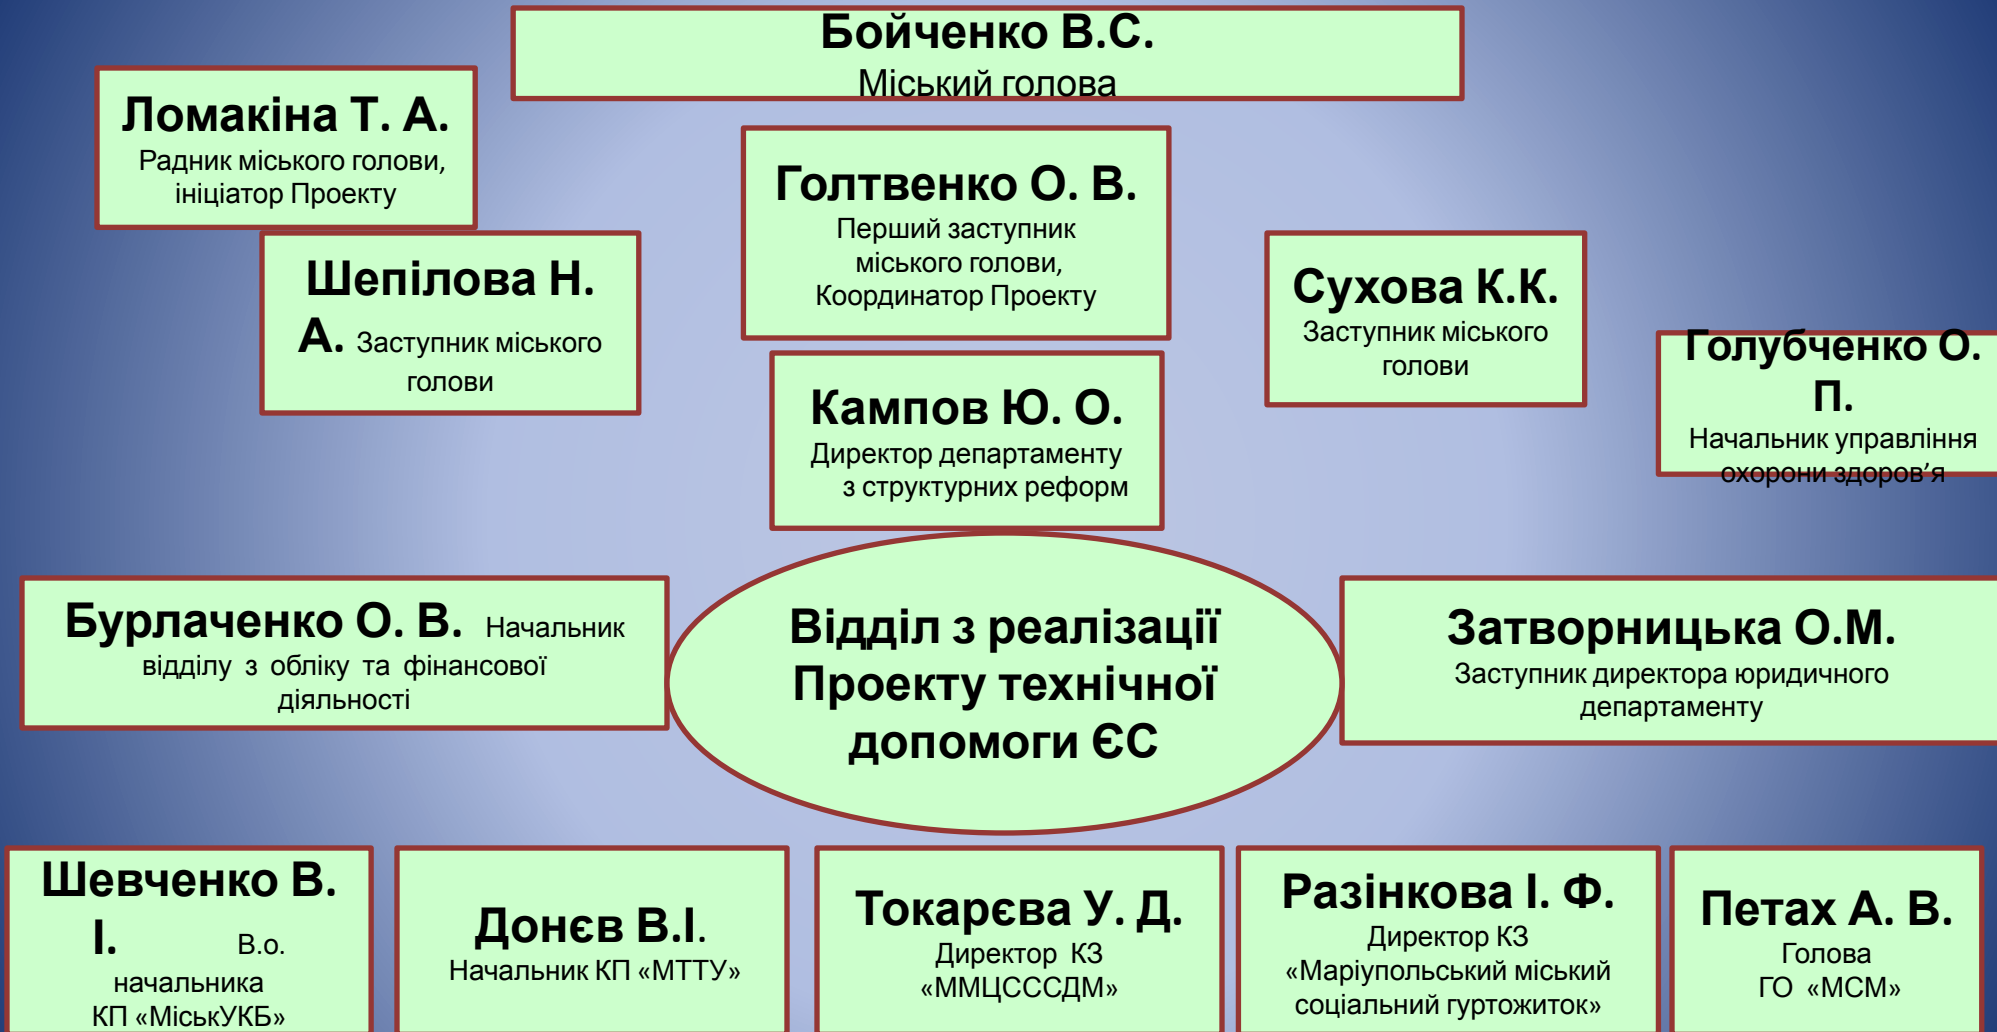 Бойченко В.С.
Міський голова
Ломакіна Т. А.
Радник міського голови,
ініціатор Проекту
Голтвенко О. В.
Перший заступник
міського голови,
Координатор Проекту
Шепілова Н.
А. Заступник міського
голови
Сухова К.К.
Заступник міського
голови
Голубченко О.
П.
Начальник управління
охорони здоров’я
Кампов Ю. О.
Директор департаменту
з структурних реформ
Бурлаченко О. В. Начальник
відділу з обліку та фінансової
діяльності
Відділ з реалізації
Проекту технічної
допомоги ЄС
Затворницька О.М.
Заступник директора юридичного
департаменту
Шевченко В.
І. В.о.
начальника
КП «МіськУКБ»
Донєв В.І.
Начальник КП «МТТУ»
Токарєва У. Д.
Директор КЗ
«ММЦСССДМ»
Разінкова І. Ф.
Директор КЗ
«Маріупольський міський
соціальний гуртожиток»
Петах А. В.
Голова
ГО «МСМ»